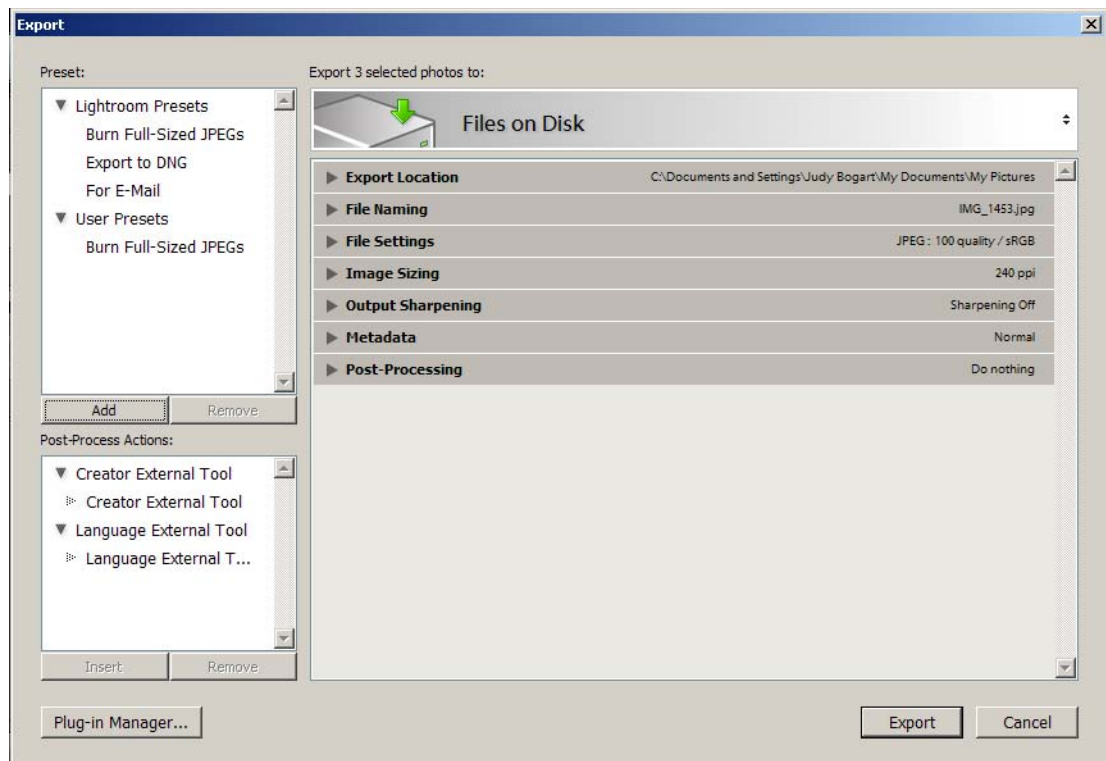 Export
Preset:
Lightroom Presets
Burn Full-Sized JPEGs
Export to DNG
For E-Mail
User Presets
Burn Full-Sized JPEGs
Add Remove
Post-Process Actions:
Creator External Tool
Creator External Tool
Language External Tool
Language External T...
Insert Remove
Plug-in Manager...
Export 3 selected photos to:
Files on Disk
Export Location C:\Documents and Settings\Judy Bogart\My Documents\My Pictures
File Naming IMG_1453.jpg
File Settings JPEG : 100 quality / sRGB
Image Sizing 240 ppi
Output Sharpening Sharpening Off
Metadata Normal
Post-Processing Do nothing
Export Cancel